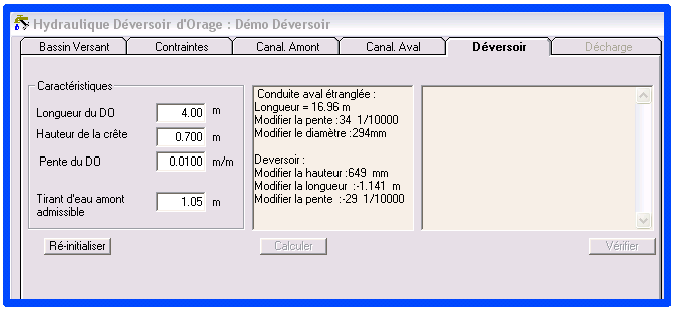 Hydraulique Déversoir d'Orage : Démo Déversoir
Bassin Versant
Contraintes
Canal. Amont
Canal. Aval
Déversoir
Décharge
Caractéristiques
Longueur du DO 4.00 m
Hauteur de la crête 0.700 m
Pente du DO 0.0100 m/m
Tirant d'eau amont
admissible 1.05 m
Ré-initialiser
Conduite aval étranglée :
Longueur = 16.96 m
Modifier la pente : 34 1/10000
Modifier le diamètre :294mm
Deversoir :
Modifier la hauteur :649 mm
Modifier la longueur :-1.141 m
Modifier la pente :-29 1/10000
Calculer
Vérifier